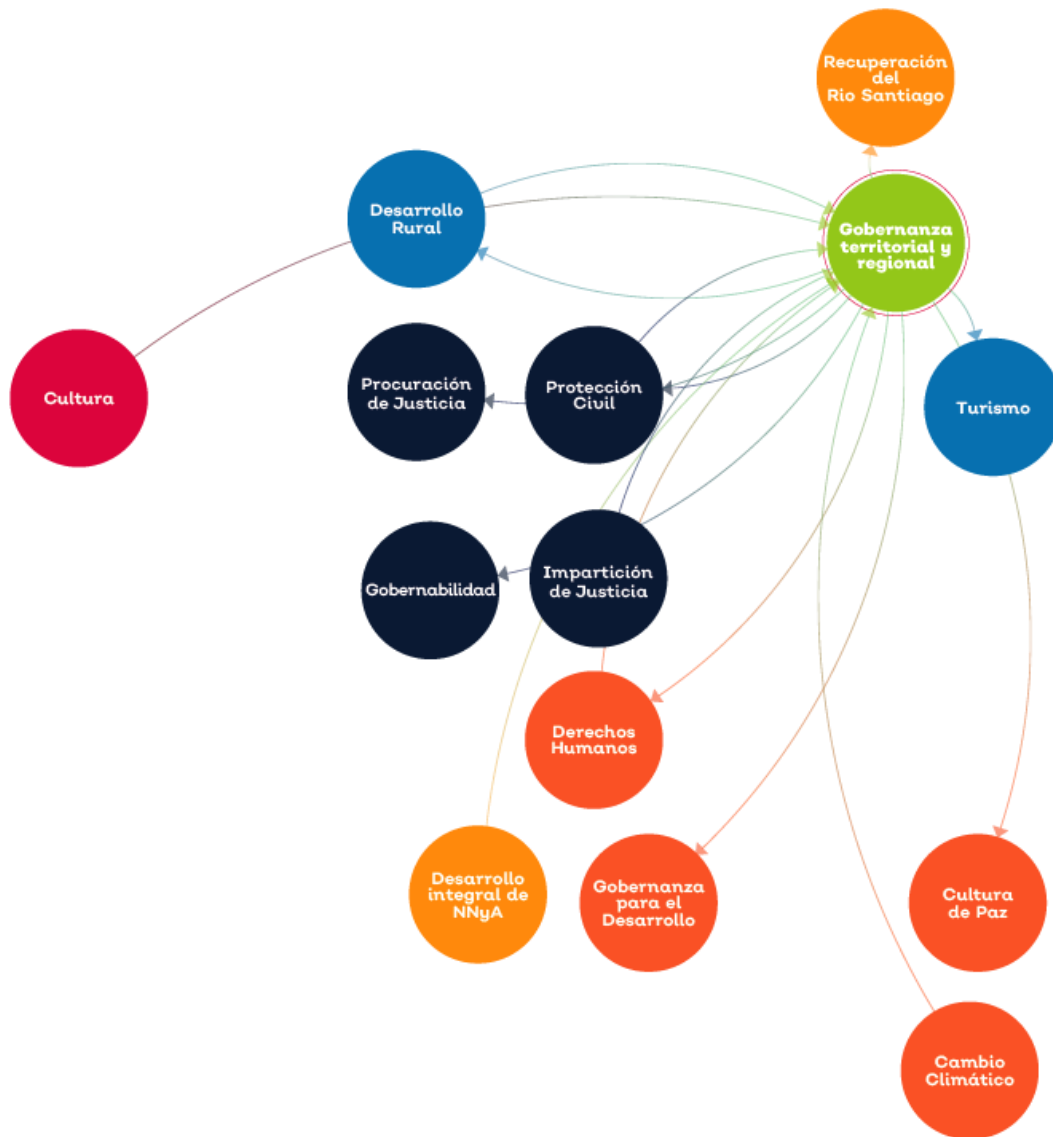 Recuperación
del
Rio Santiago
Desarrollo
Rural
Gobernanza
territorial y
regional
Cultura
Procuración
de Justicia
Protección
Civil
Turismo
Gobernabilidad
Impartición
de Justicia
Derechos
Humanos
Desarrollo
integral de
NNyA
Gobernanza
para el
Desarrollo
Cultura
de Paz
Cambio
Climático